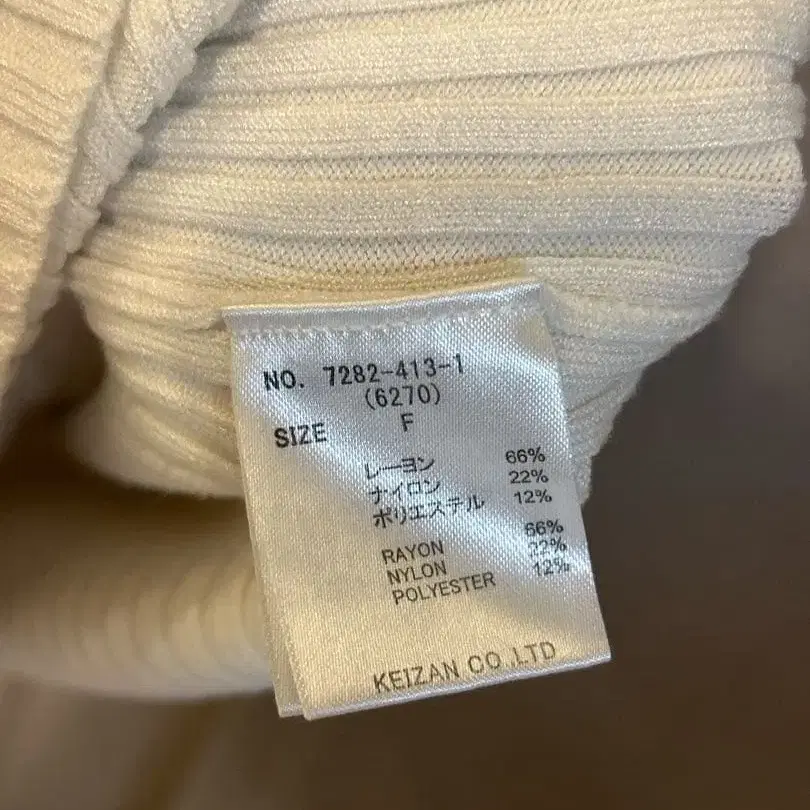 NO. 7282-413-1
(6270)
SIZE F
レーヨン 66%
ナイロン 22%
ポリエステル 12%
RAYON 66%
NYLON 22%
POLYESTER 12%
KEIZAN CO.,LTD